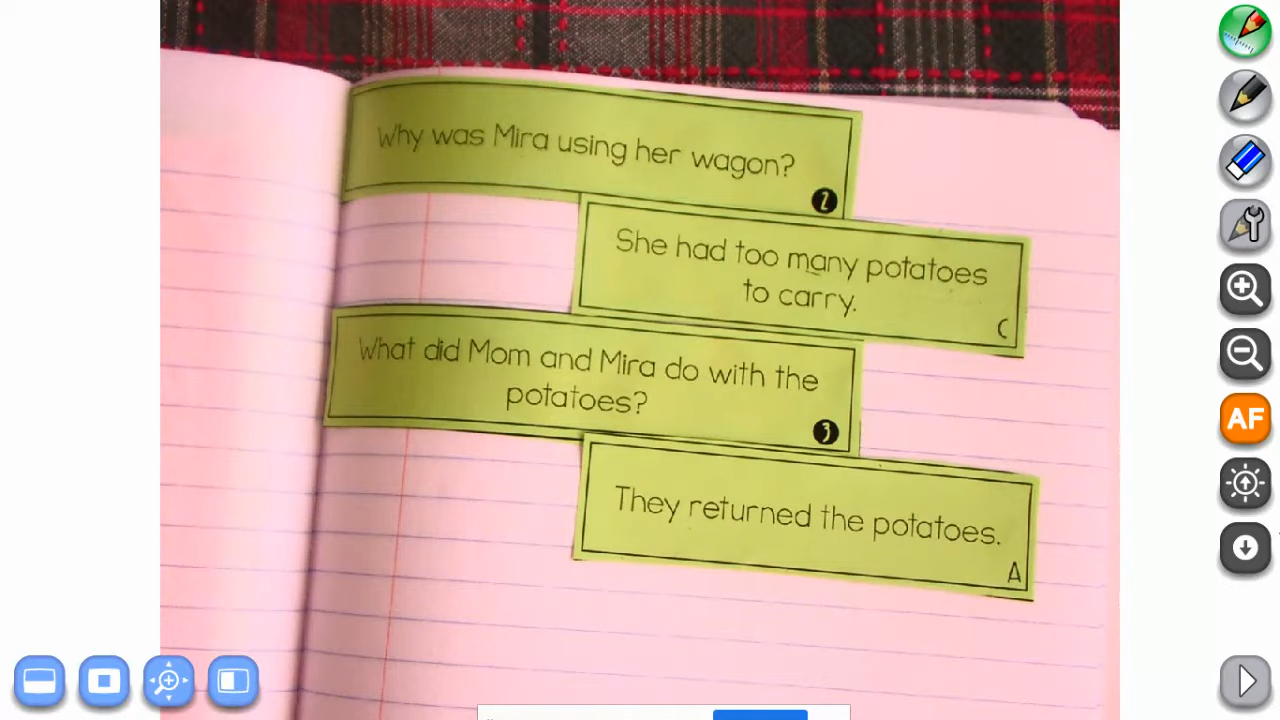 Why was Mira using her wagon?
2
She had too many potatoes
to carry.
C
What did Mom and Mira do with the
potatoes?
3
They returned the potatoes.
A
AF